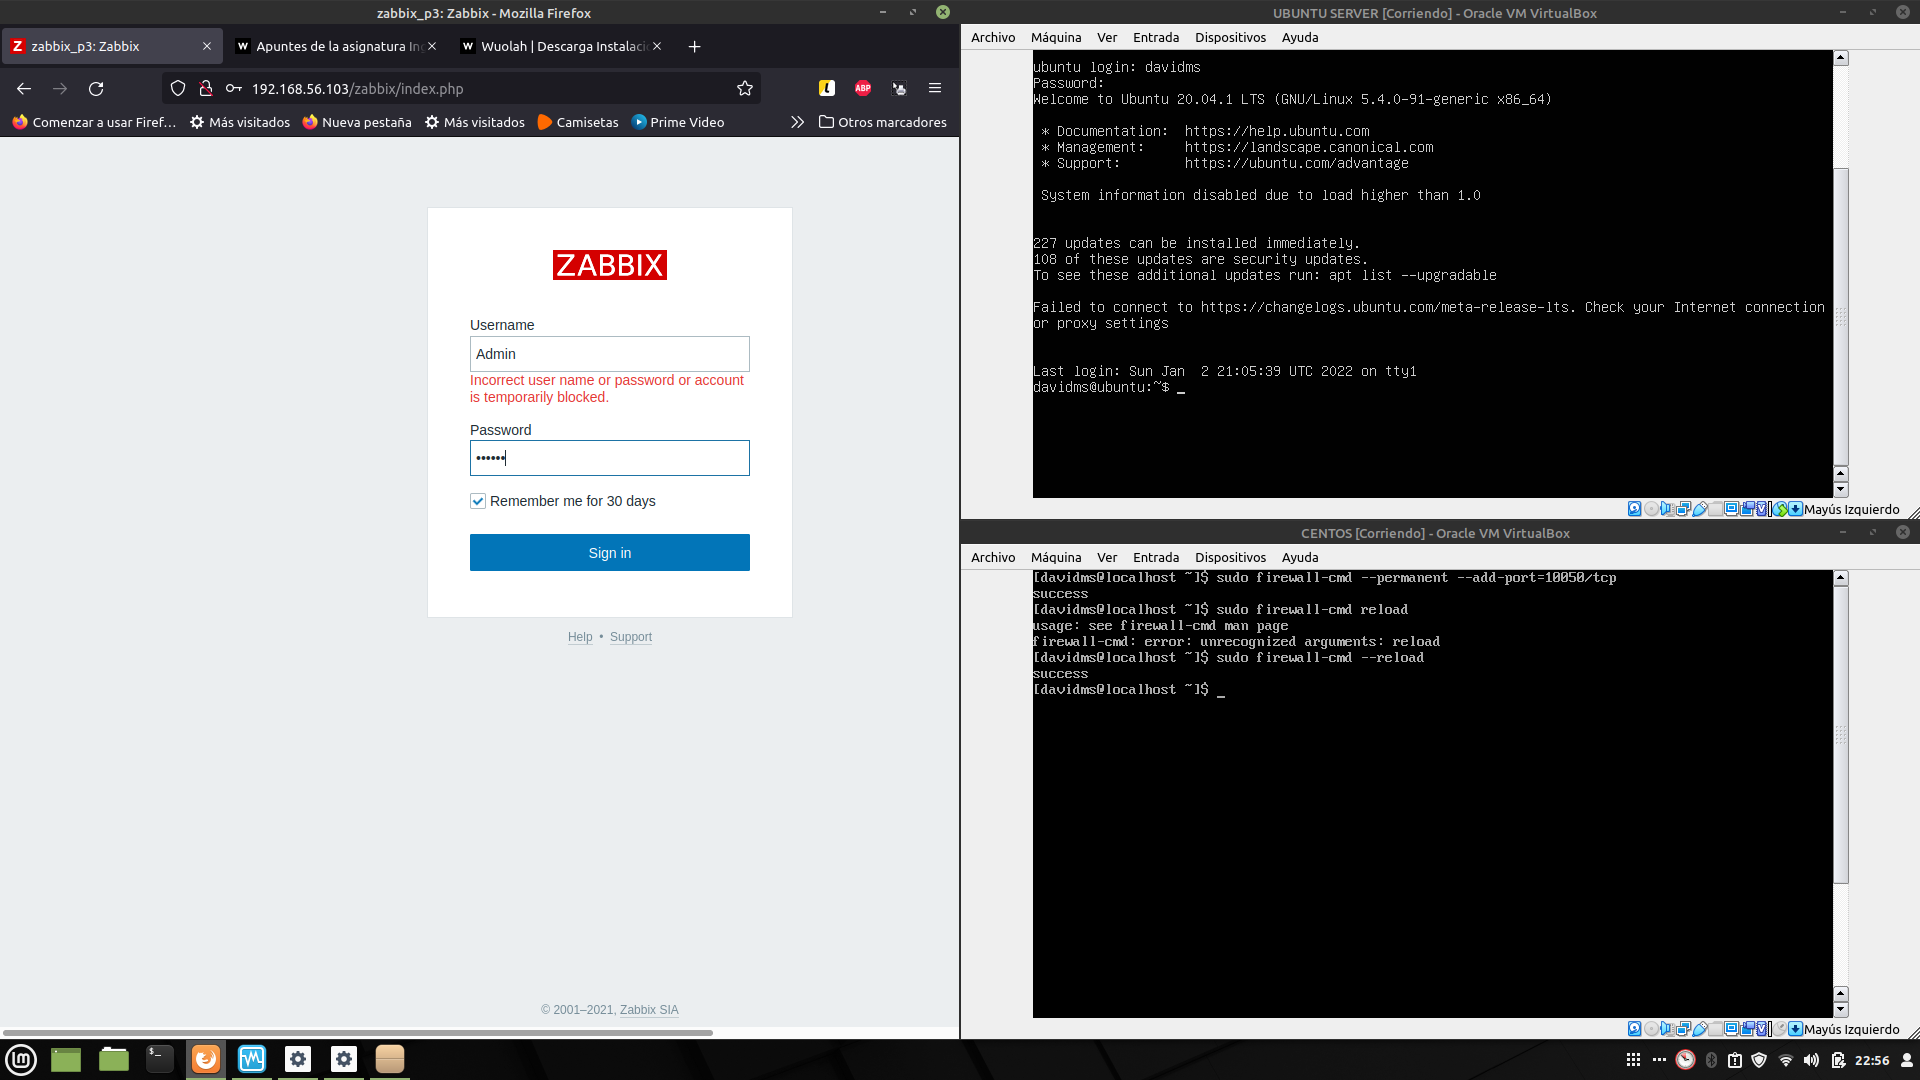 zabbix_p3: Zabbix - Mozilla Firefox
zabbix_p3: Zabbix
Apuntes de la asignatura In
Wuolah | Descarga Instalaci
192.168.56.103/zabbix/index.php
ABP
Comenzar a usar Firef…
Más visitados
Nueva pestaña
Más visitados
Camisetas
Prime Video
Otros marcadores
ZABBIX
Username
Admin
Incorrect user name or password or account
is temporarily blocked.
Password
••••••
Remember me for 30 days
Sign in
Help • Support
© 2001–2021, Zabbix SIA
UBUNTU SERVER [Corriendo] - Oracle VM VirtualBox
Archivo Máquina Ver Entrada Dispositivos Ayuda
ubuntu login: davidms
Password:
Welcome to Ubuntu 20.04.1 LTS (GNU/Linux 5.4.0-91-generic x86_64)
* Documentation: https://help.ubuntu.com
* Management: https://landscape.canonical.com
* Support: https://ubuntu.com/advantage
System information disabled due to load higher than 1.0
227 updates can be installed immediately.
108 of these updates are security updates.
To see these additional updates run: apt list --upgradable
Failed to connect to https://changelogs.ubuntu.com/meta-release-lts. Check your Internet connection
or proxy settings
Last login: Sun Jan  2 21:05:39 UTC 2022 on tty1
davidms@ubuntu:~$ _
Mayús Izquierdo
CENTOS [Corriendo] - Oracle VM VirtualBox
Archivo Máquina Ver Entrada Dispositivos Ayuda
[davidms@localhost ~]$ sudo firewall-cmd --permanent --add-port=10050/tcp
success
[davidms@localhost ~]$ sudo firewall-cmd reload
usage: see firewall-cmd man page
firewall-cmd: error: unrecognized arguments: reload
[davidms@localhost ~]$ sudo firewall-cmd --reload
success
[davidms@localhost ~]$ _
Mayús Izquierdo
22:56